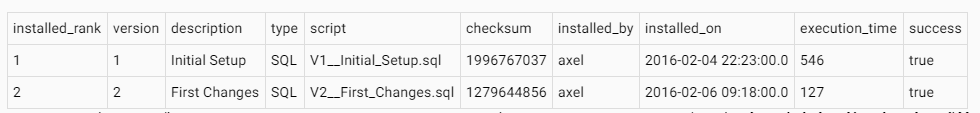 installed_rank version description type script checksum installed_by installed_on execution_time success
1 1 Initial Setup SQL V1__Initial_Setup.sql 1996767037 axel 2016-02-04 22:23:00.0 546 true
2 2 First Changes SQL V2__First_Changes.sql 1279644856 axel 2016-02-06 09:18:00.0 127 true